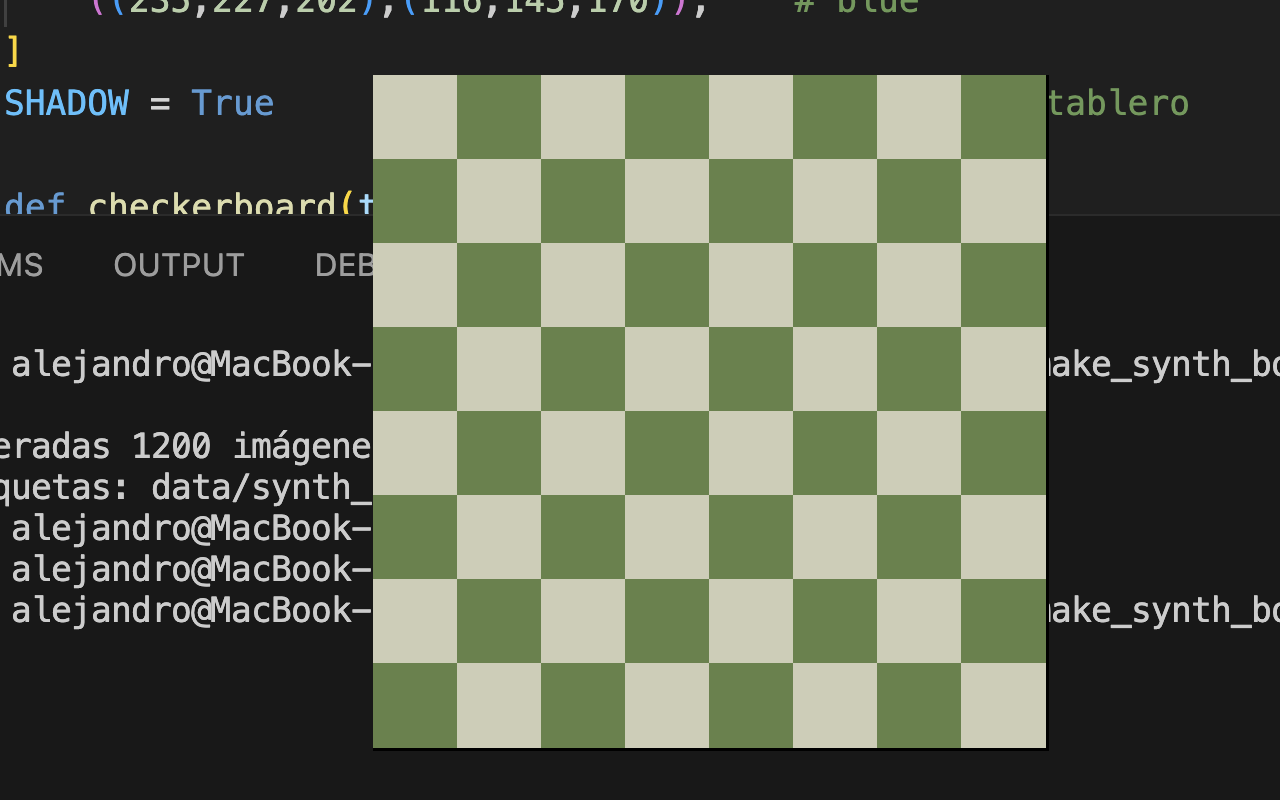 ((235,227,202),(116,145,170)), # blue
]
SHADOW = True tablero
def checkerboard(t
MS OUTPUT DEB
alejandro@MacBook- make_synth_bo
eradas 1200 imágene
quetas: data/synth_
alejandro@MacBook-
alejandro@MacBook-
alejandro@MacBook- make_synth_bo